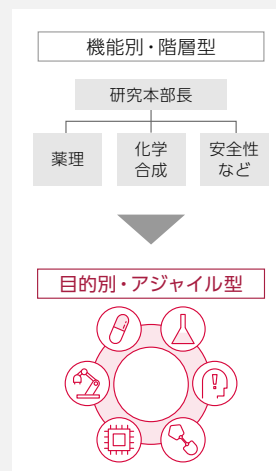 機能別・階層型
研究本部長
薬理
化学
合成
安全性
など
目的別・アジャイル型